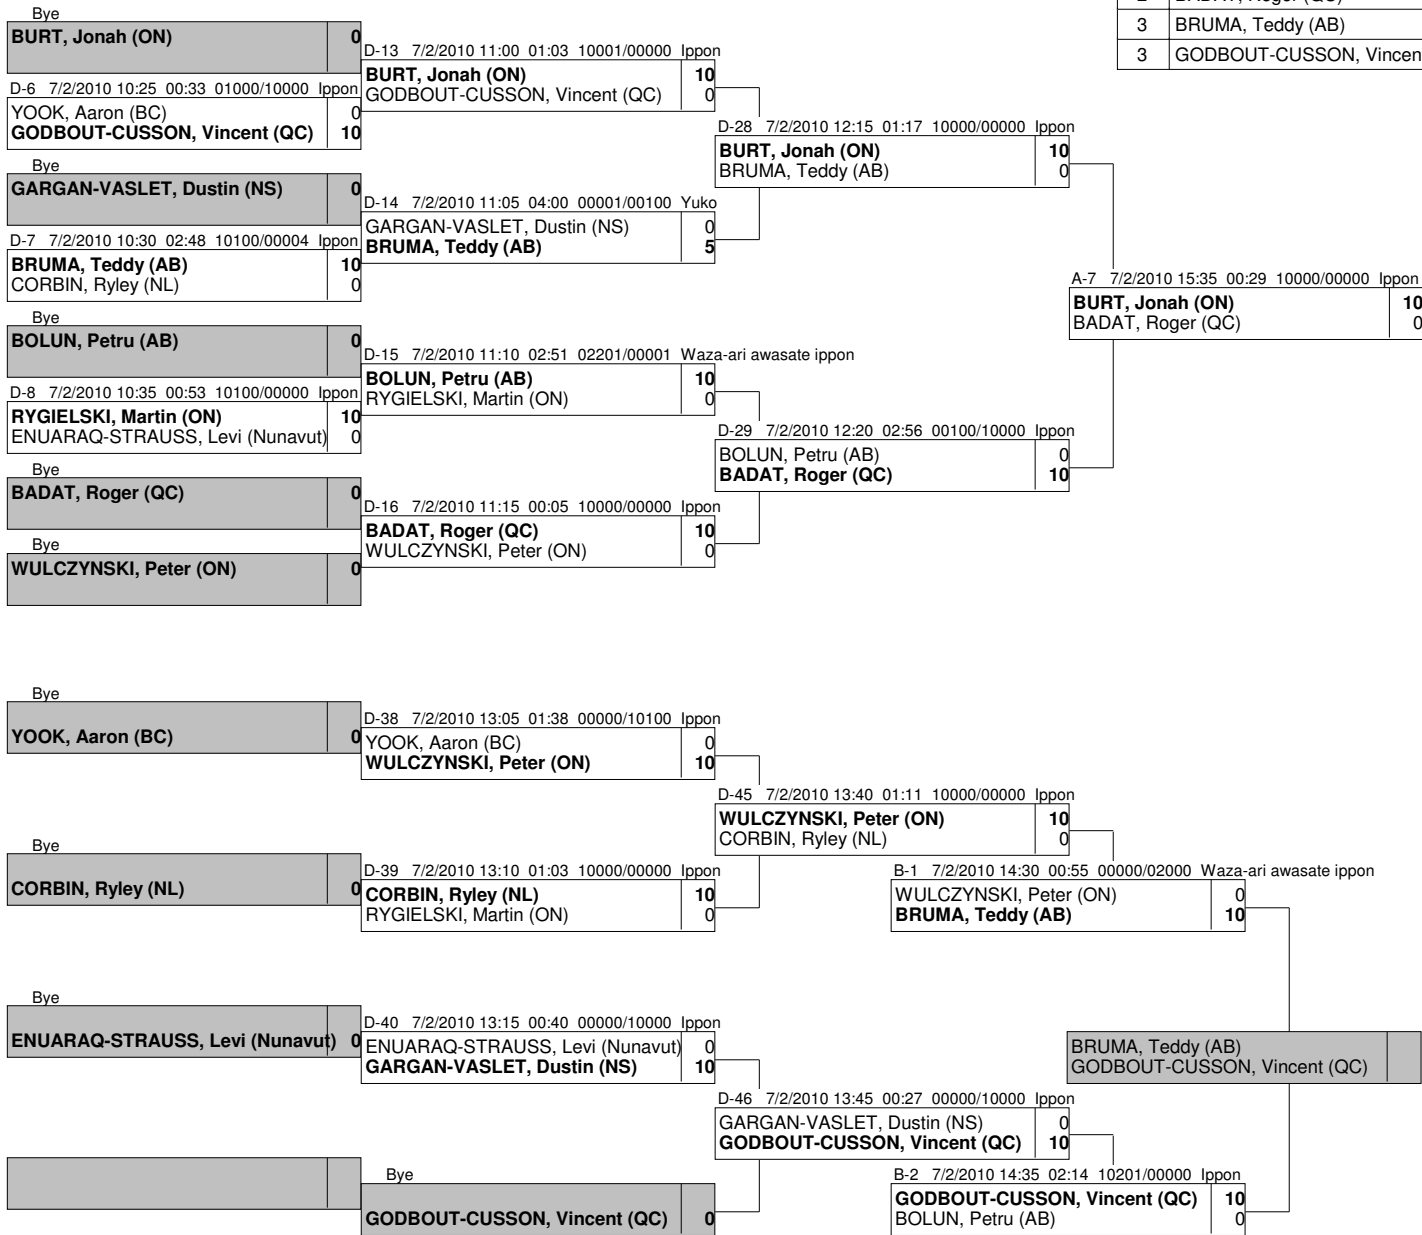 3 BRUMA, Teddy (AB)
3 GODBOUT-CUSSON, Vincen
Bye
BURT, Jonah (ON) 0
D-6 7/2/2010 10:25 00:33 01000/10000 Ippon
YOOK, Aaron (BC) 0
GODBOUT-CUSSON, Vincent (QC) 10
Bye
GARGAN-VASLET, Dustin (NS) 0
D-7 7/2/2010 10:30 02:48 10100/00004 Ippon
BRUMA, Teddy (AB) 10
CORBIN, Ryley (NL) 0
Bye
BOLUN, Petru (AB) 0
D-8 7/2/2010 10:35 00:53 10100/00000 Ippon
RYGIELSKI, Martin (ON) 10
ENUARAQ-STRAUSS, Levi (Nunavut) 0
Bye
BADAT, Roger (QC) 0
Bye
WULCZYNSKI, Peter (ON) 0
D-13 7/2/2010 11:00 01:03 10001/00000 Ippon
BURT, Jonah (ON) 10
GODBOUT-CUSSON, Vincent (QC) 0
D-14 7/2/2010 11:05 04:00 00001/00100 Yuko
GARGAN-VASLET, Dustin (NS) 0
BRUMA, Teddy (AB) 5
D-15 7/2/2010 11:10 02:51 02201/00001 Waza-ari awasate ippon
BOLUN, Petru (AB) 10
RYGIELSKI, Martin (ON) 0
D-16 7/2/2010 11:15 00:05 10000/00000 Ippon
BADAT, Roger (QC) 10
WULCZYNSKI, Peter (ON) 0
D-28 7/2/2010 12:15 01:17 10000/00000 Ippon
BURT, Jonah (ON) 10
BRUMA, Teddy (AB) 0
D-29 7/2/2010 12:20 02:56 00100/10000 Ippon
BOLUN, Petru (AB) 0
BADAT, Roger (QC) 10
A-7 7/2/2010 15:35 00:29 10000/00000 Ippon
BURT, Jonah (ON) 10
BADAT, Roger (QC) 0
Bye
YOOK, Aaron (BC) 0
Bye
CORBIN, Ryley (NL) 0
Bye
ENUARAQ-STRAUSS, Levi (Nunavut) 0
D-38 7/2/2010 13:05 01:38 00000/10100 Ippon
YOOK, Aaron (BC) 0
WULCZYNSKI, Peter (ON) 10
D-39 7/2/2010 13:10 01:03 10000/00000 Ippon
CORBIN, Ryley (NL) 10
RYGIELSKI, Martin (ON) 0
D-40 7/2/2010 13:15 00:40 00000/10000 Ippon
ENUARAQ-STRAUSS, Levi (Nunavut) 0
GARGAN-VASLET, Dustin (NS) 10
Bye
GODBOUT-CUSSON, Vincent (QC) 0
D-45 7/2/2010 13:40 01:11 10000/00000 Ippon
WULCZYNSKI, Peter (ON) 10
CORBIN, Ryley (NL) 0
D-46 7/2/2010 13:45 00:27 00000/10000 Ippon
GARGAN-VASLET, Dustin (NS) 0
GODBOUT-CUSSON, Vincent (QC) 10
B-1 7/2/2010 14:30 00:55 00000/02000 Waza-ari awasate ippon
WULCZYNSKI, Peter (ON) 0
BRUMA, Teddy (AB) 10
B-2 7/2/2010 14:35 02:14 10201/00000 Ippon
GODBOUT-CUSSON, Vincent (QC) 10
BOLUN, Petru (AB) 0
BRUMA, Teddy (AB)
GODBOUT-CUSSON, Vincent (QC)